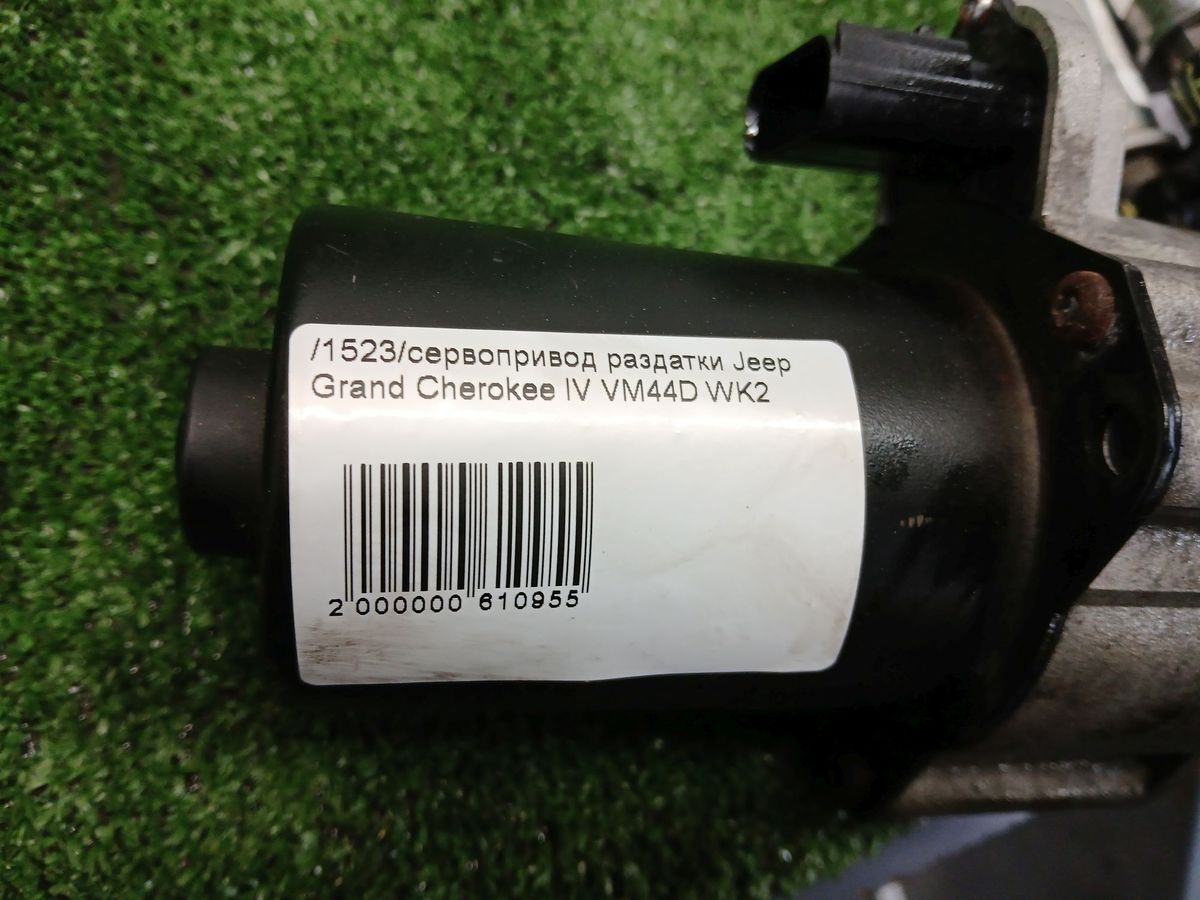 /1523/сервопривод раздатки Jeep
Grand Cherokee IV VM44D WK2
2 000000 610955